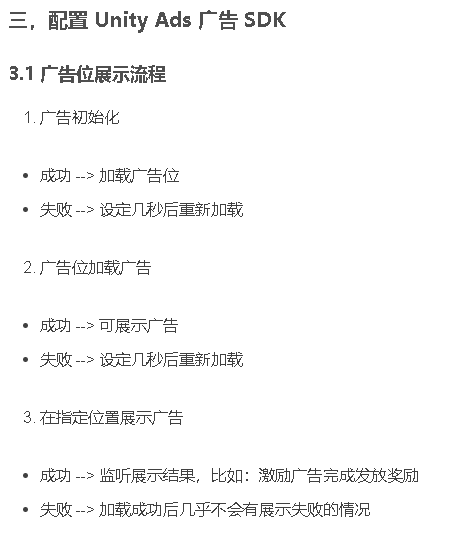 三，配置 Unity Ads 广告 SDK
3.1 广告位展示流程
1. 广告初始化
• 成功 --> 加载广告位
• 失败 --> 设定几秒后重新加载
2. 广告位加载广告
• 成功 --> 可展示广告
• 失败 --> 设定几秒后重新加载
3. 在指定位置展示广告
• 成功 --> 监听展示结果，比如：激励广告完成发放奖励
• 失败 --> 加载成功后几乎不会有展示失败的情况